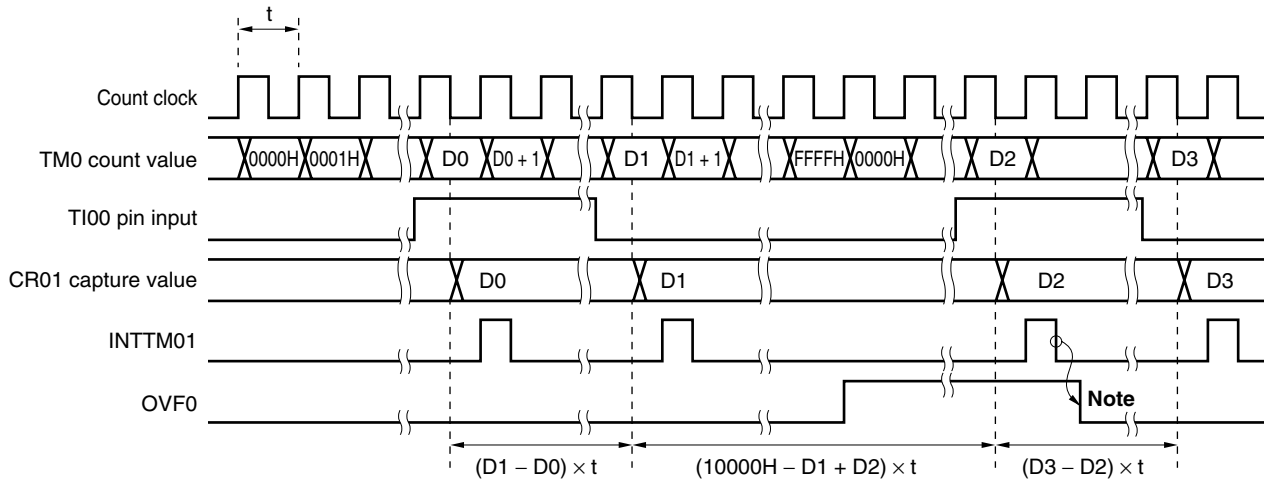 t
Count clock
TM0 count value 0000H 0001H D0 D0 + 1 D1 D1 + 1 FFFFH 0000H D2 D3
TI00 pin input
CR01 capture value D0 D1 D2 D3
INTTM01
OVF0 Note
(D1 − D0) × t (10000H − D1 + D2) × t (D3 − D2) × t